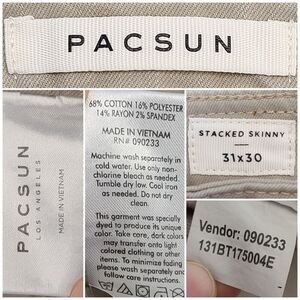 PACSUN
PACSUN
LOS ANGELES
MADE IN VIETNAM
68% COTTON 16% POLYESTER
14% RAYON 2% SPANDEX
MADE IN VIETNAM
RN# 090233
Machine wash separately in
cold water. Use only non-
chlorine bleach as needed.
Tumble dry low. Cool iron
as needed. Do not dry
clean.
This garment was specially
dyed to produce its unique
color. Take care, dark colors
may transfer onto light
colored clothing or other
items. To minimize fading
please wash separately and
follow care instructions
STACKED SKINNY
31x30
Vendor: 090233
131BT175004E